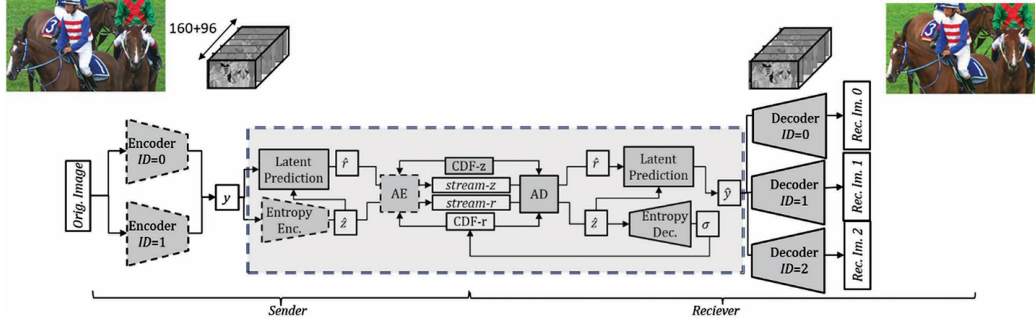 160+96
Orig. Image
Encoder
ID=0
Encoder
ID=1
y
Latent
Prediction
r̂
Entropy
Enc.
ẑ
AE
CDF-z
stream-z
stream-r
CDF-r
AD
r̂
ẑ
Latent
Prediction
Entropy
Dec.
σ
ŷ
Decoder
ID=0
Decoder
ID=1
Decoder
ID=2
Rec. Im. 0
Rec. Im. 1
Rec. Im. 2
Sender
Reciever
3
1